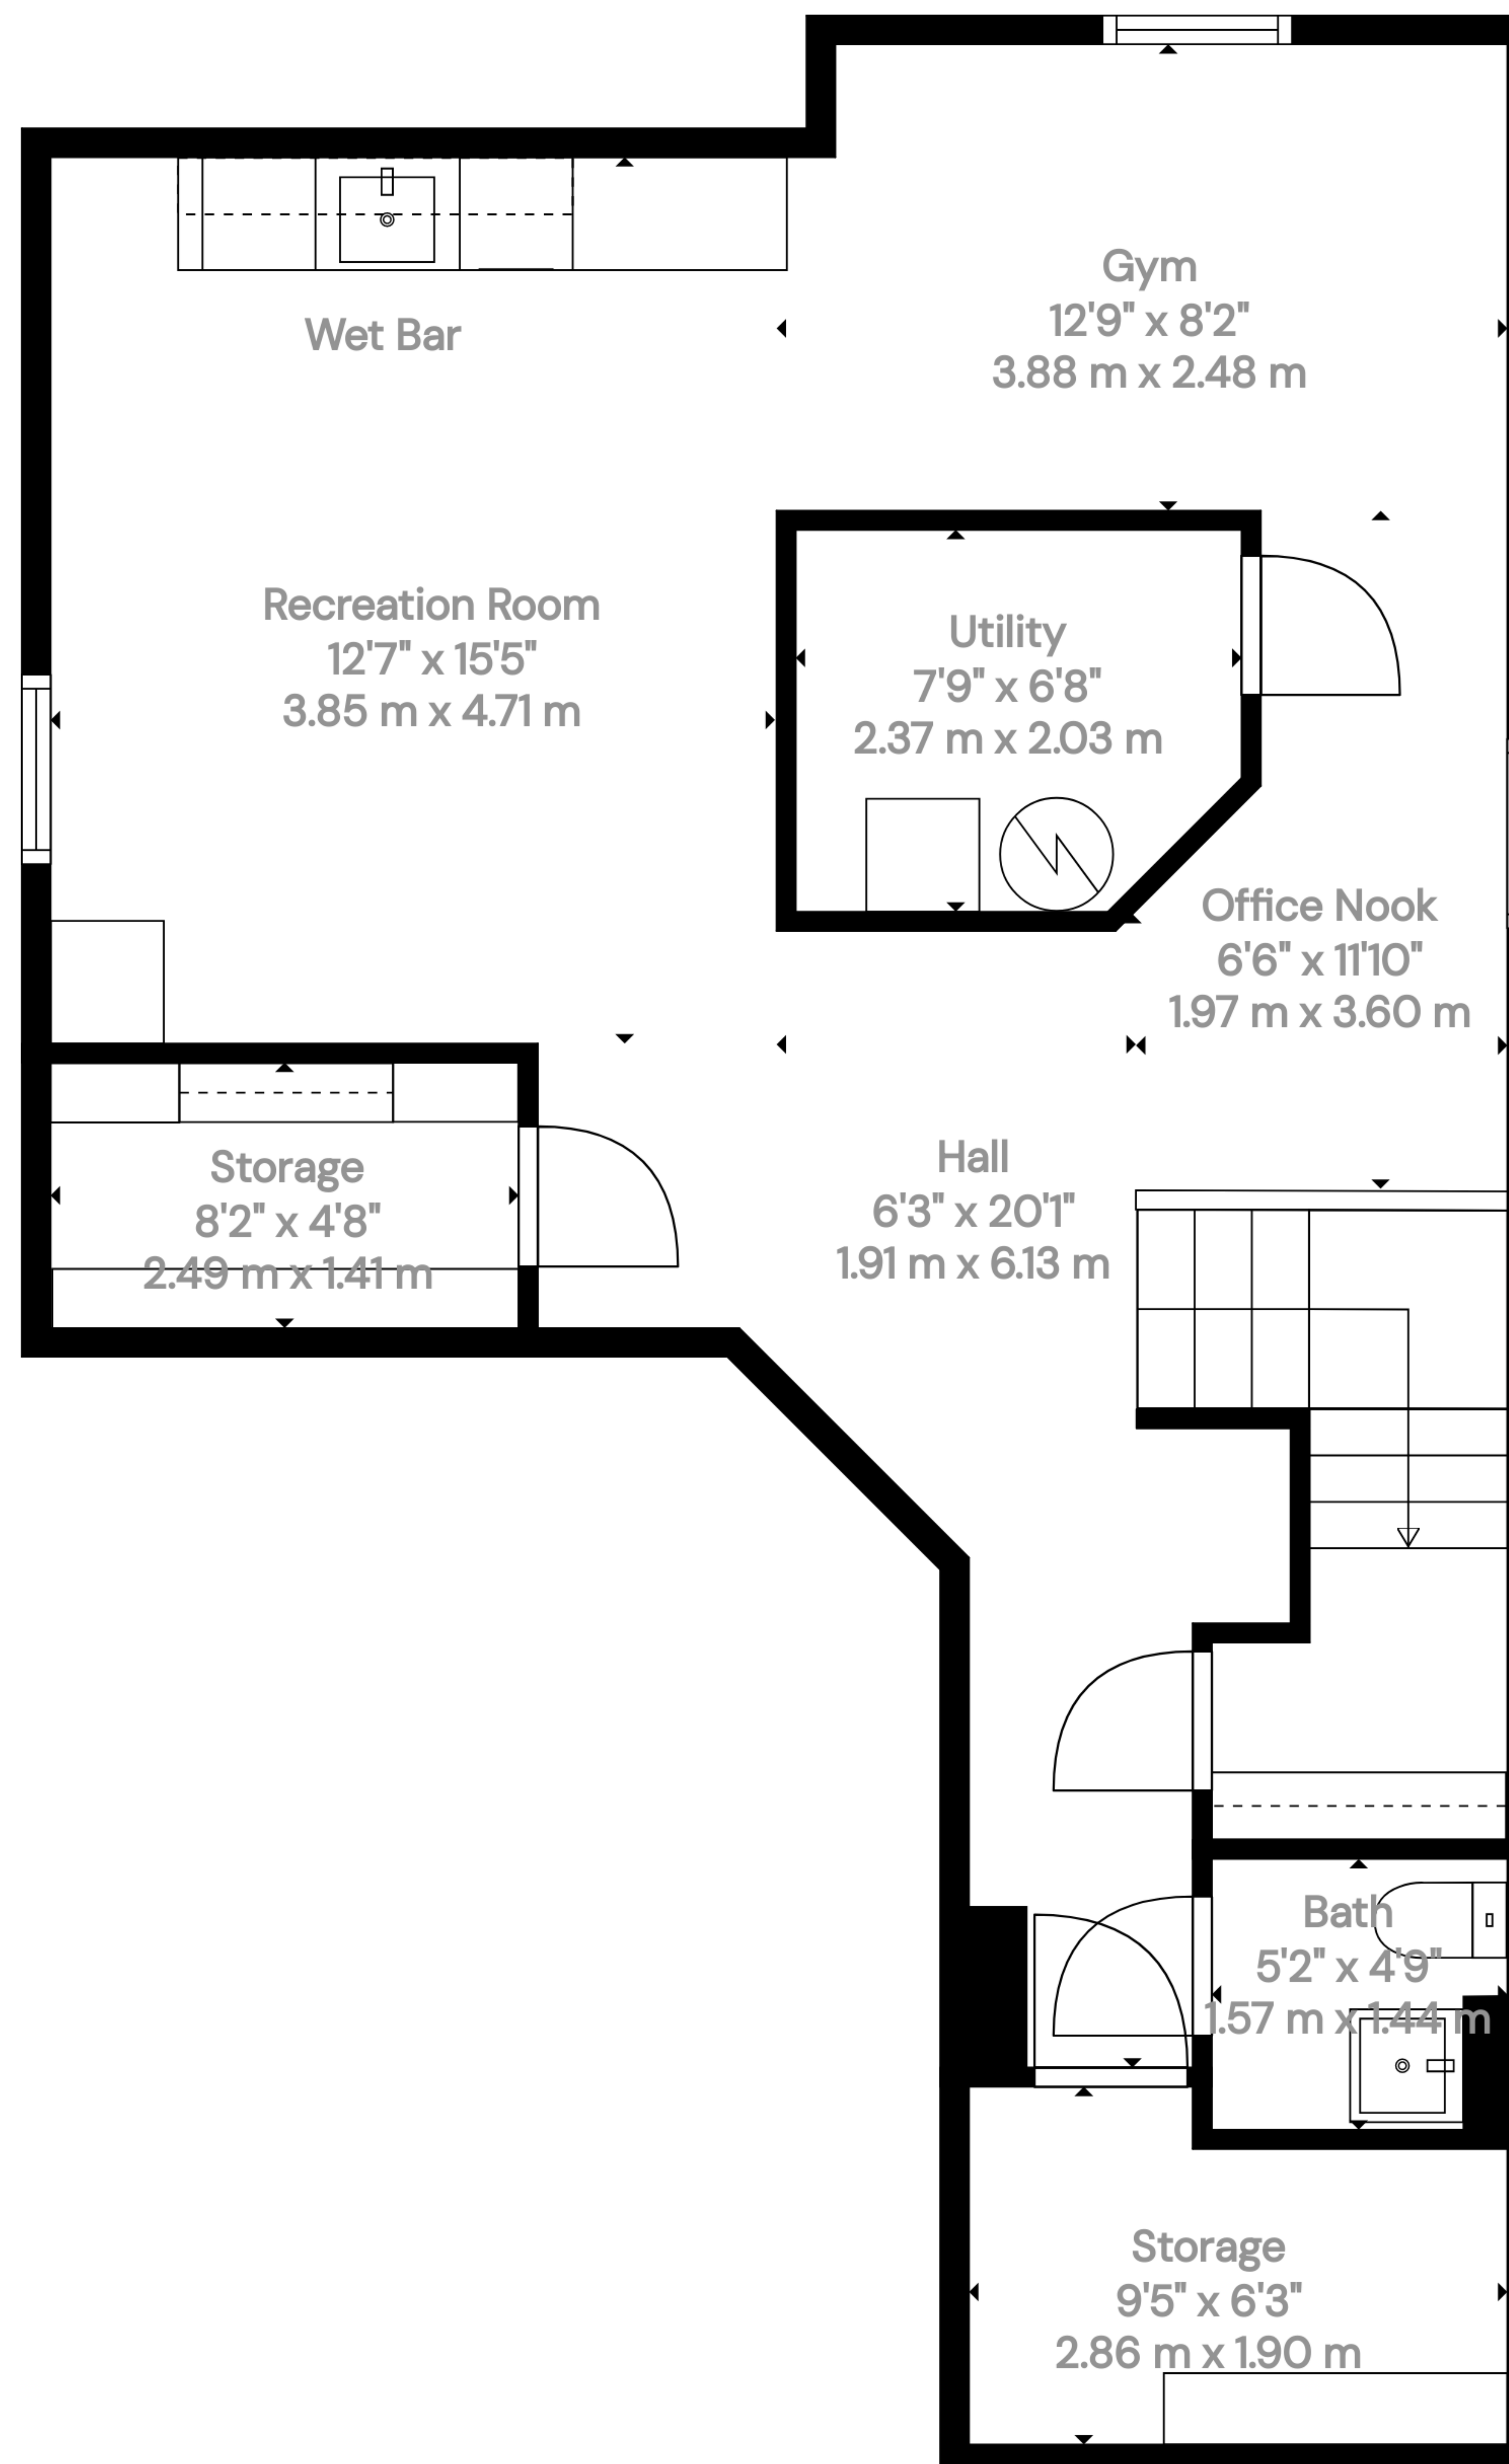 Gym
12'9" x 8'2"
3.88 m x 2.48 m
Wet Bar
Recreation Room
12'7" x 15'5"
3.85 m x 4.71 m
Utility
7'9" x 6'8"
2.37 m x 2.03 m
Office Nook
6'6" x 11'10"
1.97 m x 3.60 m
Storage
8'2" x 4'8"
2.49 m x 1.41 m
Hall
6'3" x 20'1"
1.91 m x 6.13 m
Bath
5'2" x 4'9"
1.57 m x 1.44 m
Storage
9'5" x 6'3"
2.86 m x 1.90 m